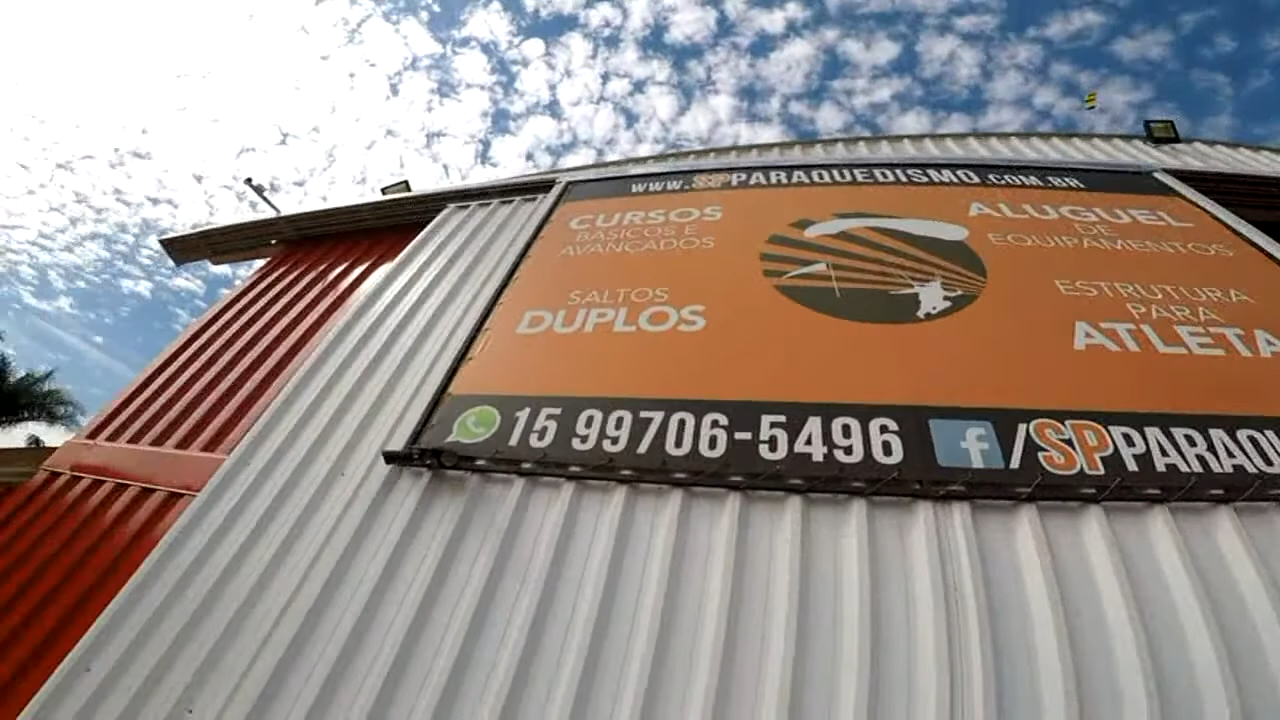 www.SPPARAQUEDISMO.COM.BR
CURSOS
BÁSICOS E
AVANÇADOS
SALTOS
DUPLOS
ALUGUEL
DE
EQUIPAMENTOS
ESTRUTURA
PARA
ATLETA
15 99706-5496
f /SPPARAQU